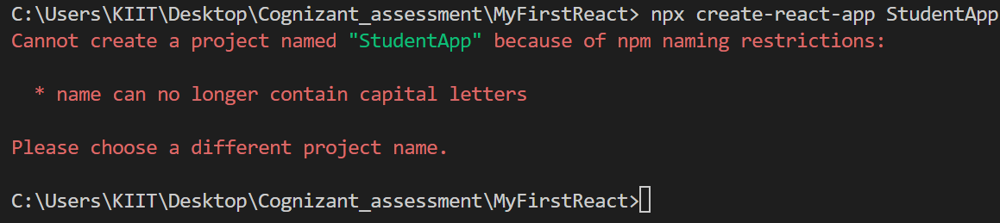 C:\Users\KIIT\Desktop\Cognizant_assessment\MyFirstReact> npx create-react-app StudentApp
Cannot create a project named "StudentApp" because of npm naming restrictions:
* name can no longer contain capital letters
Please choose a different project name.
C:\Users\KIIT\Desktop\Cognizant_assessment\MyFirstReact>